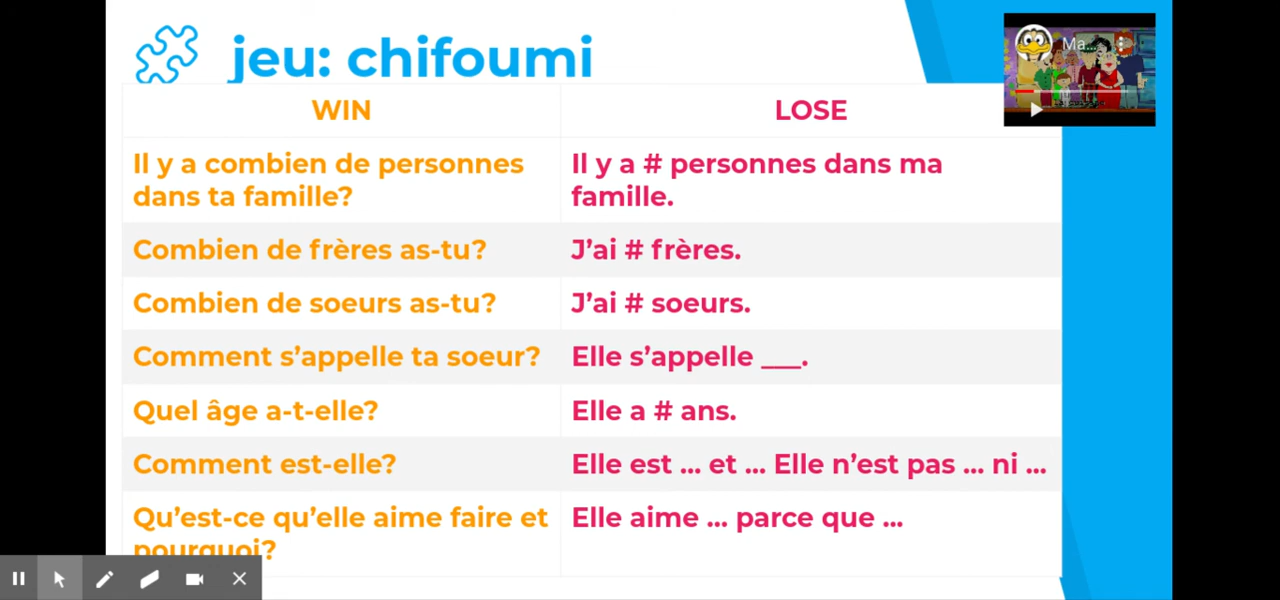 jeu: chifoumi
Ma...
WIN
LOSE
Il y a combien de personnes
dans ta famille?
Il y a # personnes dans ma
famille.
Combien de frères as-tu?
J’ai # frères.
Combien de soeurs as-tu?
J’ai # soeurs.
Comment s’appelle ta soeur?
Elle s’appelle ___.
Quel âge a-t-elle?
Elle a # ans.
Comment est-elle?
Elle est ... et ... Elle n’est pas ... ni ...
Qu’est-ce qu’elle aime faire et
pourquoi?
Elle aime ... parce que ...